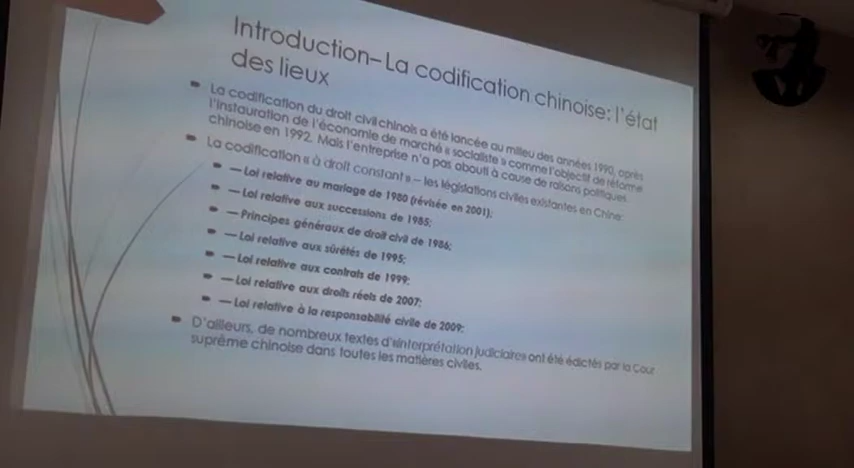 Introduction–La codification chinoise: l'état
des lieux
La codification du droit civil chinois a été lancée au milieu des années 1990, après
l'instauration de l'économie de marché « socialiste » comme l'objectif de réforme
chinoise en 1992. Mais l'entreprise n'a pas abouti à cause de raisons politiques.
La codification « à droit constant » – les législations civiles existantes en Chine:
— Loi relative au mariage de 1980 (révisée en 2001);
— Loi relative aux successions de 1985;
— Principes généraux de droit civil de 1986;
— Loi relative aux sûrétés de 1995;
— Loi relative aux contrats de 1999;
— Loi relative aux droits réels de 2007;
— Loi relative à la responsabilité civile de 2009;
D'ailleurs, de nombreux textes d'«interprétation judiciaire» ont été édictés par la Cour
suprême chinoise dans toutes les matières civiles.